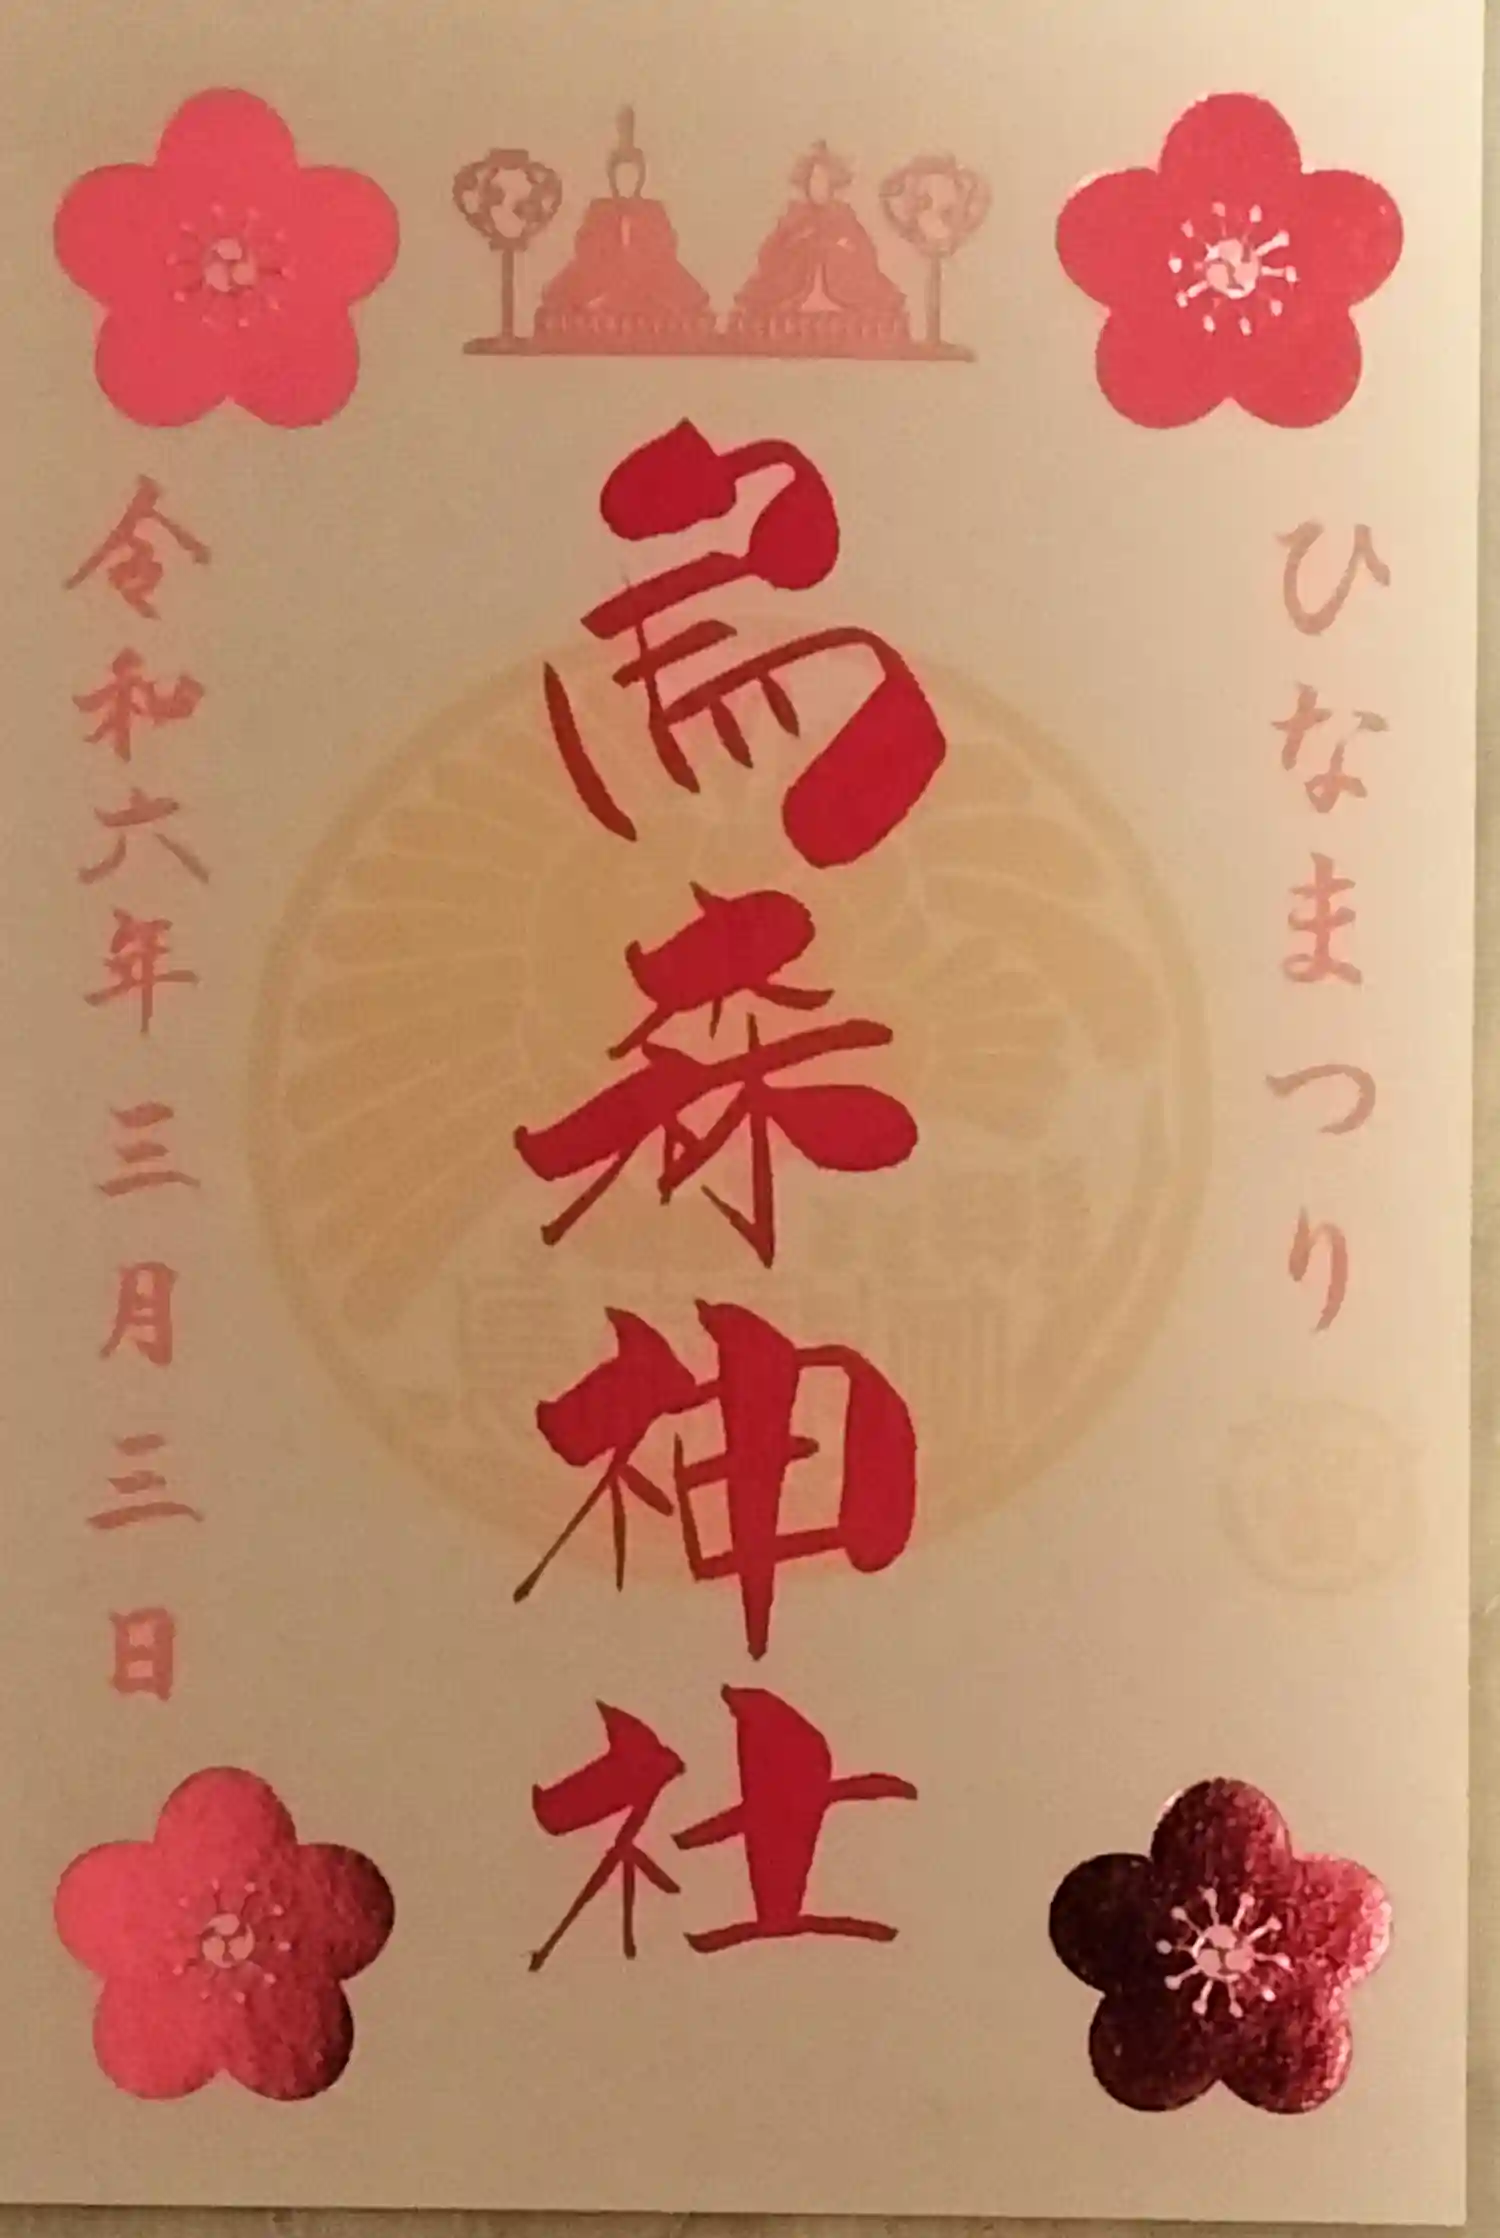 ひなまつり
烏森神社
令和六年三月三日